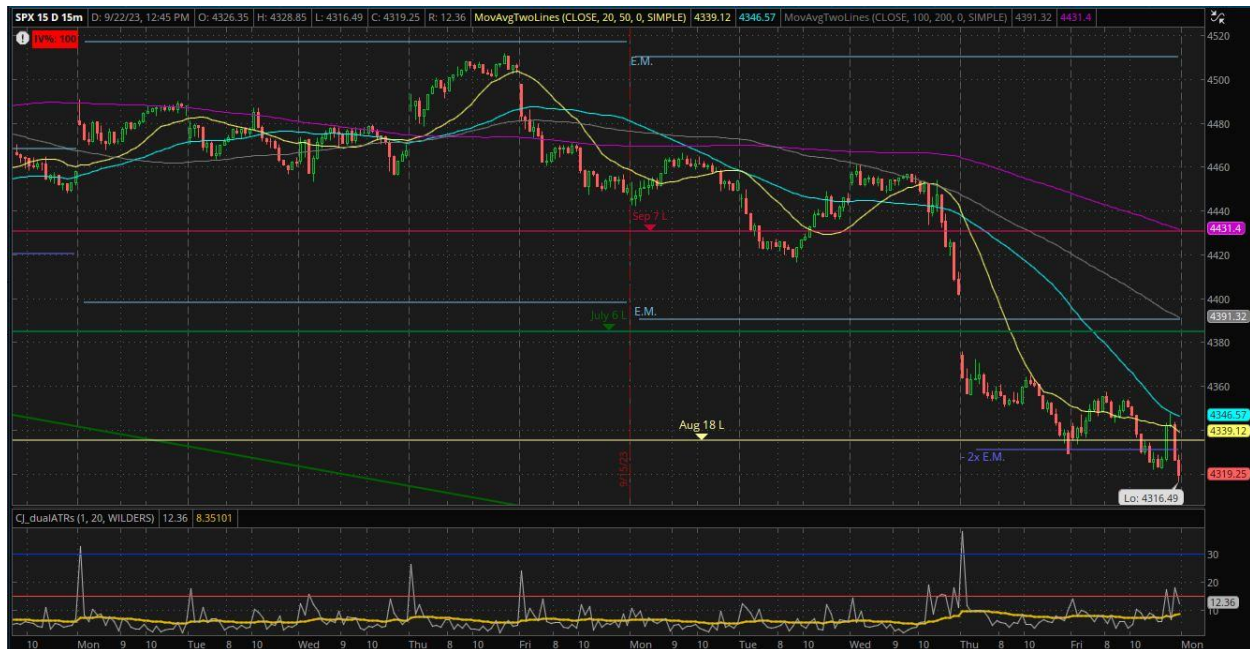 SPX 15 D 15m D: 9/22/23, 12:45 PM O: 4326.35 H: 4328.85 L: 4316.49 C: 4319.25 R: 12.36 MovAvgTwoLines (CLOSE, 20, 50, 0, SIMPLE) 4339.12 4346.57 MovAvgTwoLines (CLOSE, 100, 200, 0, SIMPLE) 4391.32 4431.4
IV%: 100
4520
E.M.
4500
4480
4460
4440
Sep 7 L
4431.4
4420
4400
E.M.
July 6 L
4391.32
4380
4360
4346.57
Aug 18 L
4339.12
- 2x E.M.
9/15/23
4319.25
Lo: 4316.49
CJ_dualATRs (1, 20, WILDERS) 12.36 8.35101
30
20
12.36
10
10 Mon 9 10 Tue 8 10 Wed 9 10 Thu 8 10 Fri 8 10 Mon 9 10 Tue 8 10 Wed 9 10 Thu 8 10 Fri 8 10 Mon